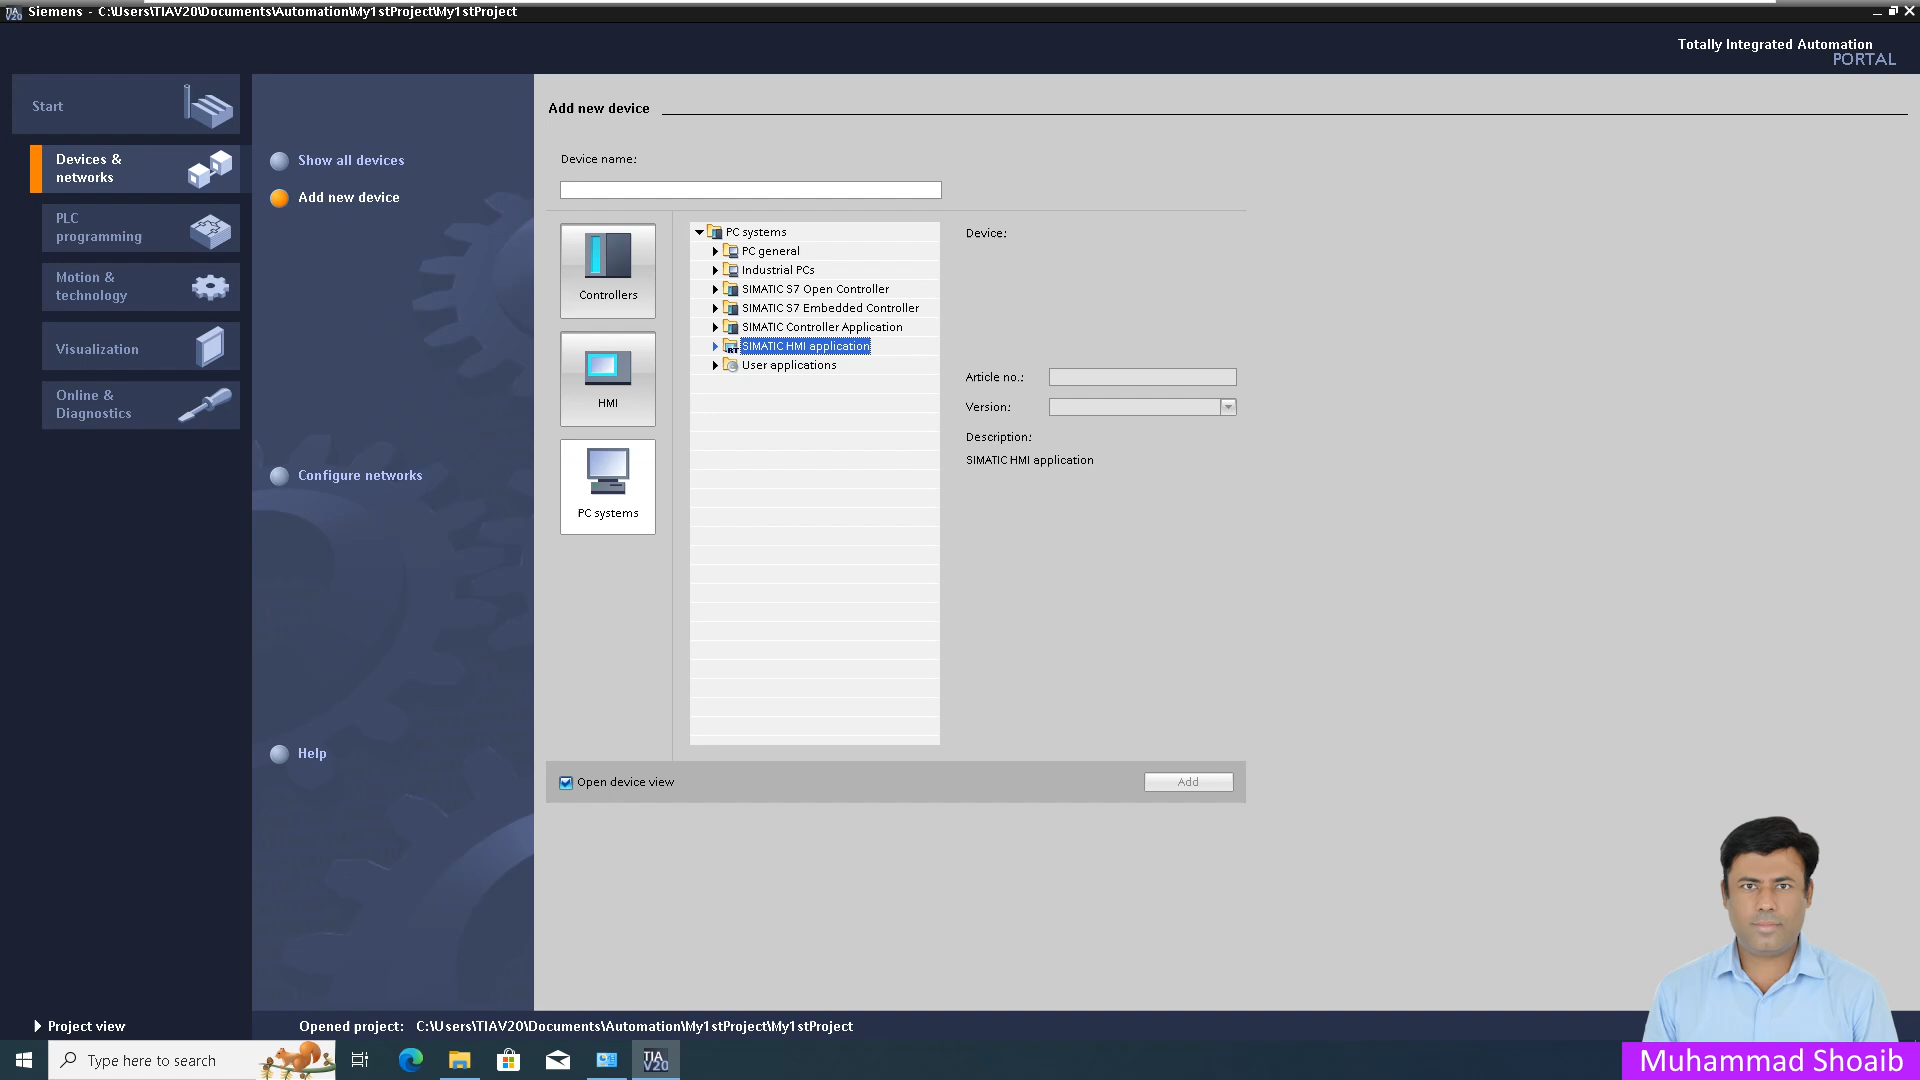 Siemens - C:\Users\TIAV20\Documents\Automation\My1stProject\My1stProject
Totally Integrated Automation
PORTAL
Start
Devices &
networks
PLC
programming
Motion &
technology
Visualization
Online &
Diagnostics
Show all devices
Add new device
Configure networks
Help
Add new device
Device name:
Controllers
HMI
PC systems
PC systems
PC general
Industrial PCs
SIMATIC S7 Open Controller
SIMATIC S7 Embedded Controller
SIMATIC Controller Application
SIMATIC HMI application
User applications
Device:
Article no.:
Version:
Description:
SIMATIC HMI application
Open device view
Add
Project view
Opened project: C:\Users\TIAV20\Documents\Automation\My1stProject\My1stProject
Type here to search
TIA
V20
Muhammad Shoaib